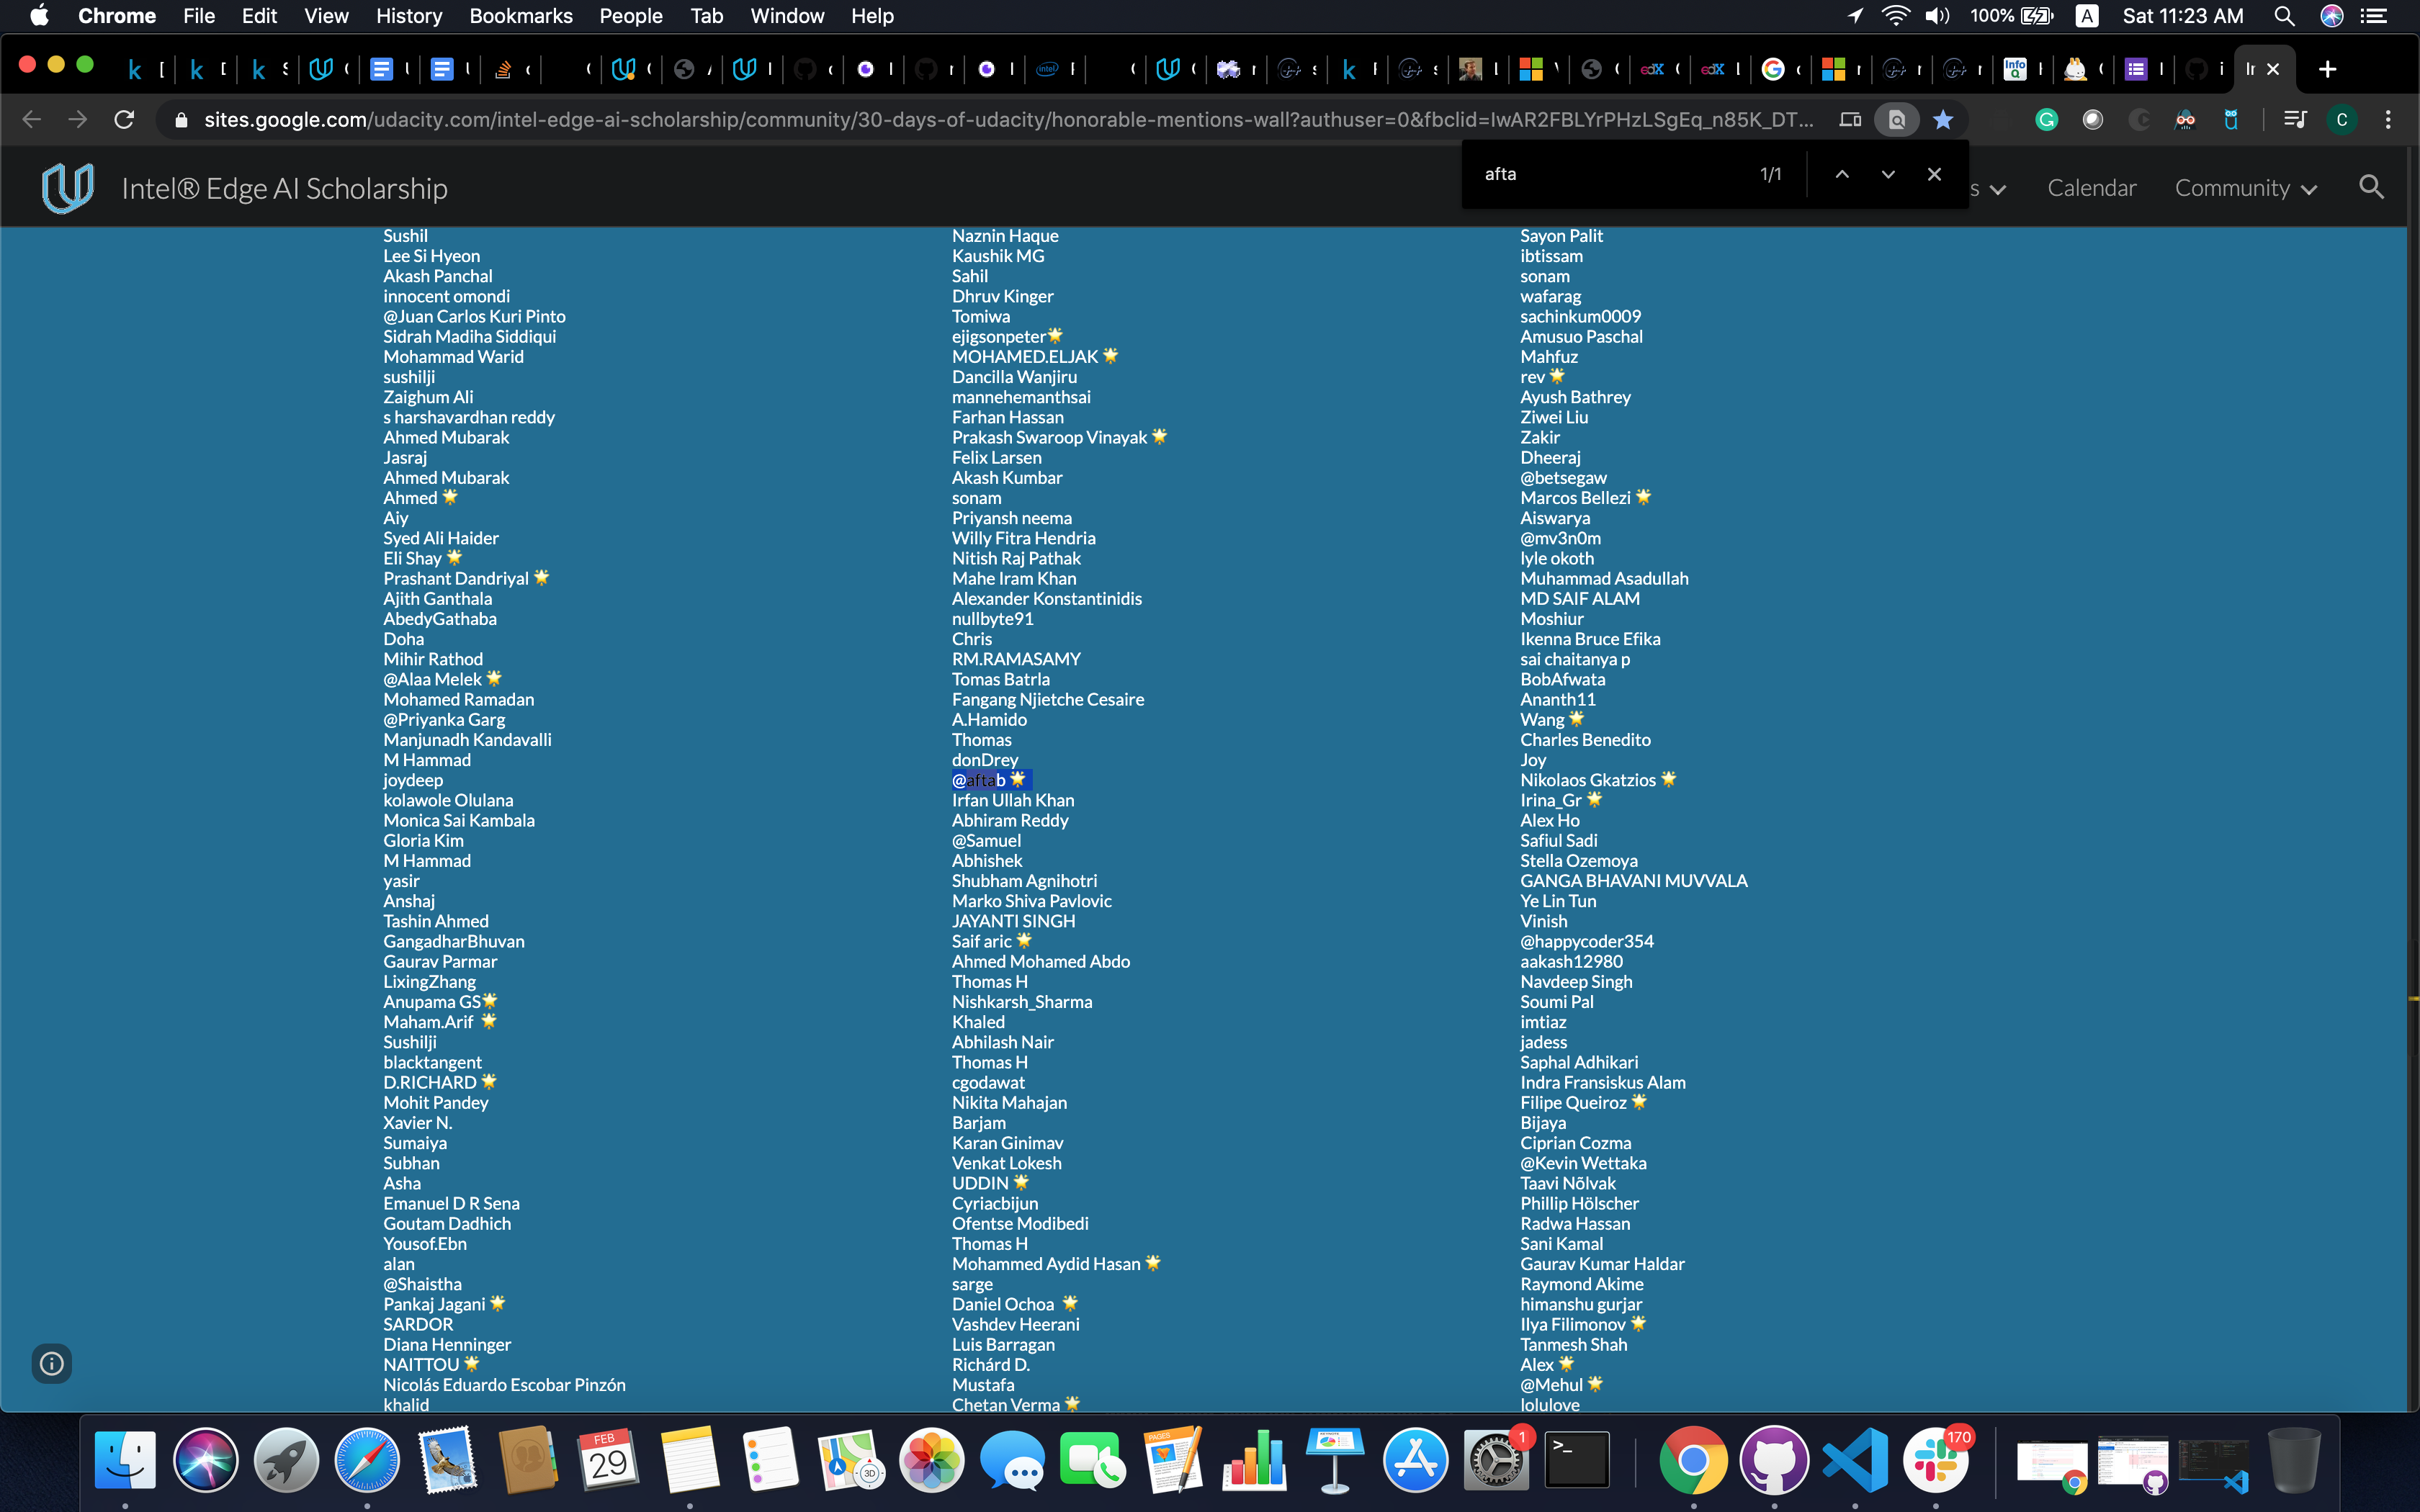 Chrome File Edit View History Bookmarks People Tab Window Help 100% A Sat 11:23 AM
sites.google.com/udacity.com/intel-edge-ai-scholarship/community/30-days-of-udacity/honorable-mentions-wall?authuser=0&fbclid=IwAR2FBLYrPHzLSgEq_n85K_DT...
afta 1/1
Intel® Edge AI Scholarship
s Calendar Community
Sushil
Lee Si Hyeon
Akash Panchal
innocent omondi
@Juan Carlos Kuri Pinto
Sidrah Madiha Siddiqui
Mohammad Warid
sushilji
Zaighum Ali
s harshavardhan reddy
Ahmed Mubarak
Jasraj
Ahmed Mubarak
Ahmed 🌟
Aiy
Syed Ali Haider
Eli Shay 🌟
Prashant Dandriyal 🌟
Ajith Ganthala
AbedyGathaba
Doha
Mihir Rathod
@Alaa Melek 🌟
Mohamed Ramadan
@Priyanka Garg
Manjunadh Kandavalli
M Hammad
joydeep
kolawole Olulana
Monica Sai Kambala
Gloria Kim
M Hammad
yasir
Anshaj
Tashin Ahmed
GangadharBhuvan
Gaurav Parmar
LixingZhang
Anupama GS🌟
Maham.Arif 🌟
Sushilji
blacktangent
D.RICHARD 🌟
Mohit Pandey
Xavier N.
Sumaiya
Subhan
Asha
Emanuel D R Sena
Goutam Dadhich
Yousof.Ebn
alan
@Shaistha
Pankaj Jagani 🌟
SARDOR
Diana Henninger
NAITTOU 🌟
Nicolás Eduardo Escobar Pinzón
khalid
Naznin Haque
Kaushik MG
Sahil
Dhruv Kinger
Tomiwa
ejigsonpeter🌟
MOHAMED.ELJAK 🌟
Dancilla Wanjiru
mannehemanthsai
Farhan Hassan
Prakash Swaroop Vinayak 🌟
Felix Larsen
Akash Kumbar
sonam
Priyansh neema
Willy Fitra Hendria
Nitish Raj Pathak
Mahe Iram Khan
Alexander Konstantinidis
nullbyte91
Chris
RM.RAMASAMY
Tomas Batrla
Fangang Njietche Cesaire
A.Hamido
Thomas
donDrey
@aftab 🌟
Irfan Ullah Khan
Abhiram Reddy
@Samuel
Abhishek
Shubham Agnihotri
Marko Shiva Pavlovic
JAYANTI SINGH
Saif aric 🌟
Ahmed Mohamed Abdo
Thomas H
Nishkarsh_Sharma
Khaled
Abhilash Nair
Thomas H
cgodawat
Nikita Mahajan
Barjam
Karan Ginimav
Venkat Lokesh
UDDIN 🌟
Cyriacbijun
Ofentse Modibedi
Thomas H
Mohammed Aydid Hasan 🌟
sarge
Daniel Ochoa 🌟
Vashdev Heerani
Luis Barragan
Richárd D.
Mustafa
Chetan Verma 🌟
Sayon Palit
ibtissam
sonam
wafarag
sachinkum0009
Amusuo Paschal
Mahfuz
rev 🌟
Ayush Bathrey
Ziwei Liu
Zakir
Dheeraj
@betsegaw
Marcos Bellezi 🌟
Aiswarya
@mv3n0m
lyle okoth
Muhammad Asadullah
MD SAIF ALAM
Moshiur
Ikenna Bruce Efika
sai chaitanya p
BobAfwata
Ananth11
Wang 🌟
Charles Benedito
Joy
Nikolaos Gkatzios 🌟
Irina_Gr 🌟
Alex Ho
Safiul Sadi
Stella Ozemoya
GANGA BHAVANI MUVVALA
Ye Lin Tun
Vinish
@happycoder354
aakash12980
Navdeep Singh
Soumi Pal
imtiaz
jadess
Saphal Adhikari
Indra Fransiskus Alam
Filipe Queiroz 🌟
Bijaya
Ciprian Cozma
@Kevin Wettaka
Taavi Nõlvak
Phillip Hölscher
Radwa Hassan
Sani Kamal
Gaurav Kumar Haldar
Raymond Akime
himanshu gurjar
Ilya Filimonov 🌟
Tanmesh Shah
Alex 🌟
@Mehul 🌟
lolulove
FEB
29
PAGES
3D
1
170